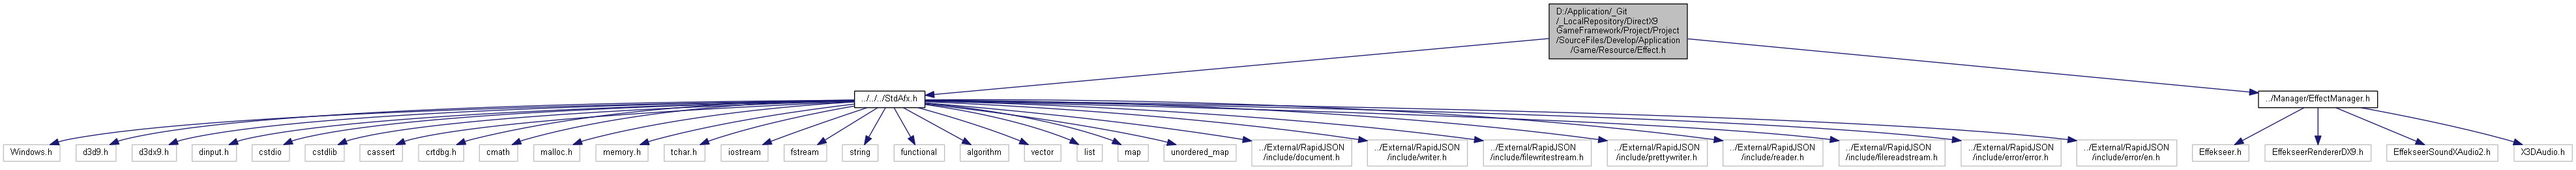 D:/Application/_Git
/_LocalRepository/DirectX9
GameFramework/Project/Project
/SourceFiles/Develop/Application
/Game/Resource/Effect.h
../../../StdAfx.h
../Manager/EffectManager.h
Windows.h
d3d9.h
d3dx9.h
dinput.h
cstdio
cstdlib
cassert
crtdbg.h
cmath
malloc.h
memory.h
tchar.h
iostream
fstream
string
functional
algorithm
vector
list
map
unordered_map
../External/RapidJSON
/include/document.h
../External/RapidJSON
/include/writer.h
../External/RapidJSON
/include/filewritestream.h
../External/RapidJSON
/include/prettywriter.h
../External/RapidJSON
/include/reader.h
../External/RapidJSON
/include/filereadstream.h
../External/RapidJSON
/include/error/error.h
../External/RapidJSON
/include/error/en.h
Effekseer.h
EffekseerRendererDX9.h
EffekseerSoundXAudio2.h
X3DAudio.h